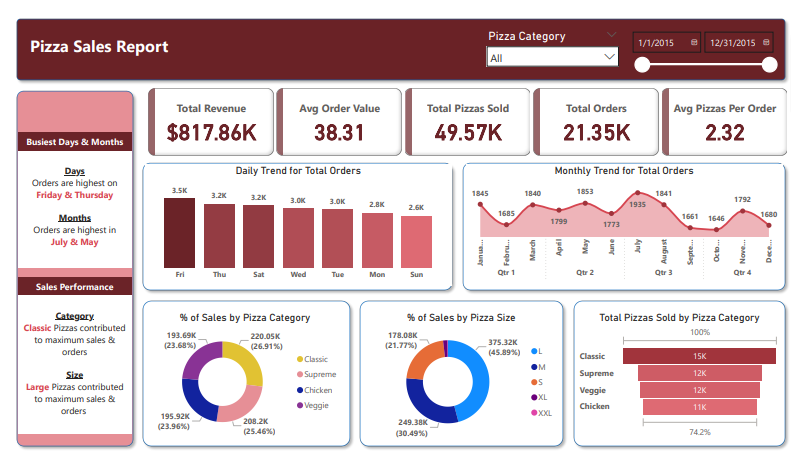 Pizza Sales Report
Pizza Category
All
1/1/2015
12/31/2015
Busiest Days & Months
Days
Orders are highest on
Friday & Thursday
Months
Orders are highest in
July & May
Sales Performance
Category
Classic Pizzas contributed
to maximum sales &
orders
Size
Large Pizzas contributed
to maximum sales &
orders
Total Revenue
$817.86K
Avg Order Value
38.31
Total Pizzas Sold
49.57K
Total Orders
21.35K
Avg Pizzas Per Order
2.32
Daily Trend for Total Orders
3.5K 3.2K 3.2K 3.0K 3.0K 2.8K 2.6K
Fri Thu Sat Wed Tue Mon Sun
Monthly Trend for Total Orders
1845 1685 1840 1799 1853 1773 1935 1841 1661 1646 1792 1680
Janua... Febru... March April May June July August Septe... Octo... Nove... Dece...
Qtr 1 Qtr 2 Qtr 3 Qtr 4
% of Sales by Pizza Category
193.69K
(23.68%)
220.05K
(26.91%)
195.92K
(23.96%)
208.2K
(25.46%)
Classic
Supreme
Chicken
Veggie
% of Sales by Pizza Size
178.08K
(21.77%)
375.32K
(45.89%)
249.38K
(30.49%)
L
M
S
XL
XXL
Total Pizzas Sold by Pizza Category
100%
Classic 15K
Supreme 12K
Veggie 12K
Chicken 11K
74.2%